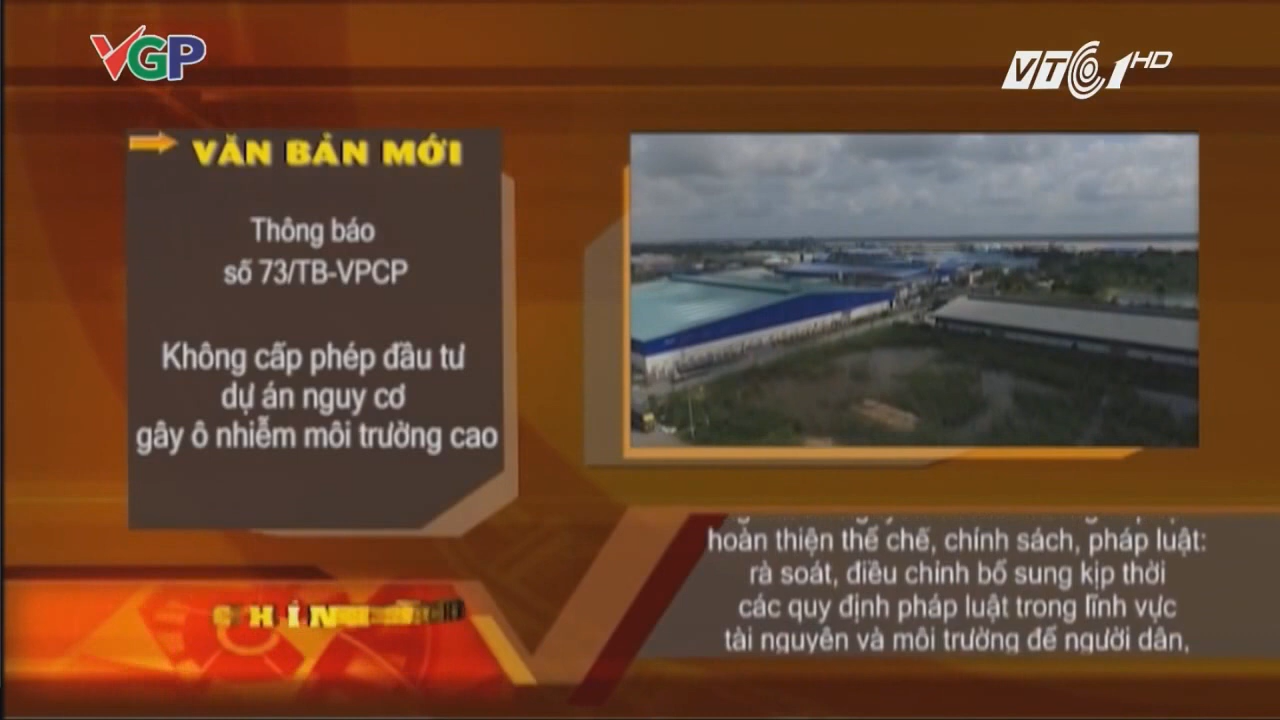 VGP
VTC1 HD
VĂN BẢN MỚI
Thông báo
số 73/TB-VPCP
Không cấp phép đầu tư
dự án nguy cơ
gây ô nhiễm môi trường cao
hoàn thiện thể chế, chính sách, pháp luật:
rà soát, điều chỉnh bổ sung kịp thời
các quy định pháp luật trong lĩnh vực
tài nguyên và môi trường để người dân,